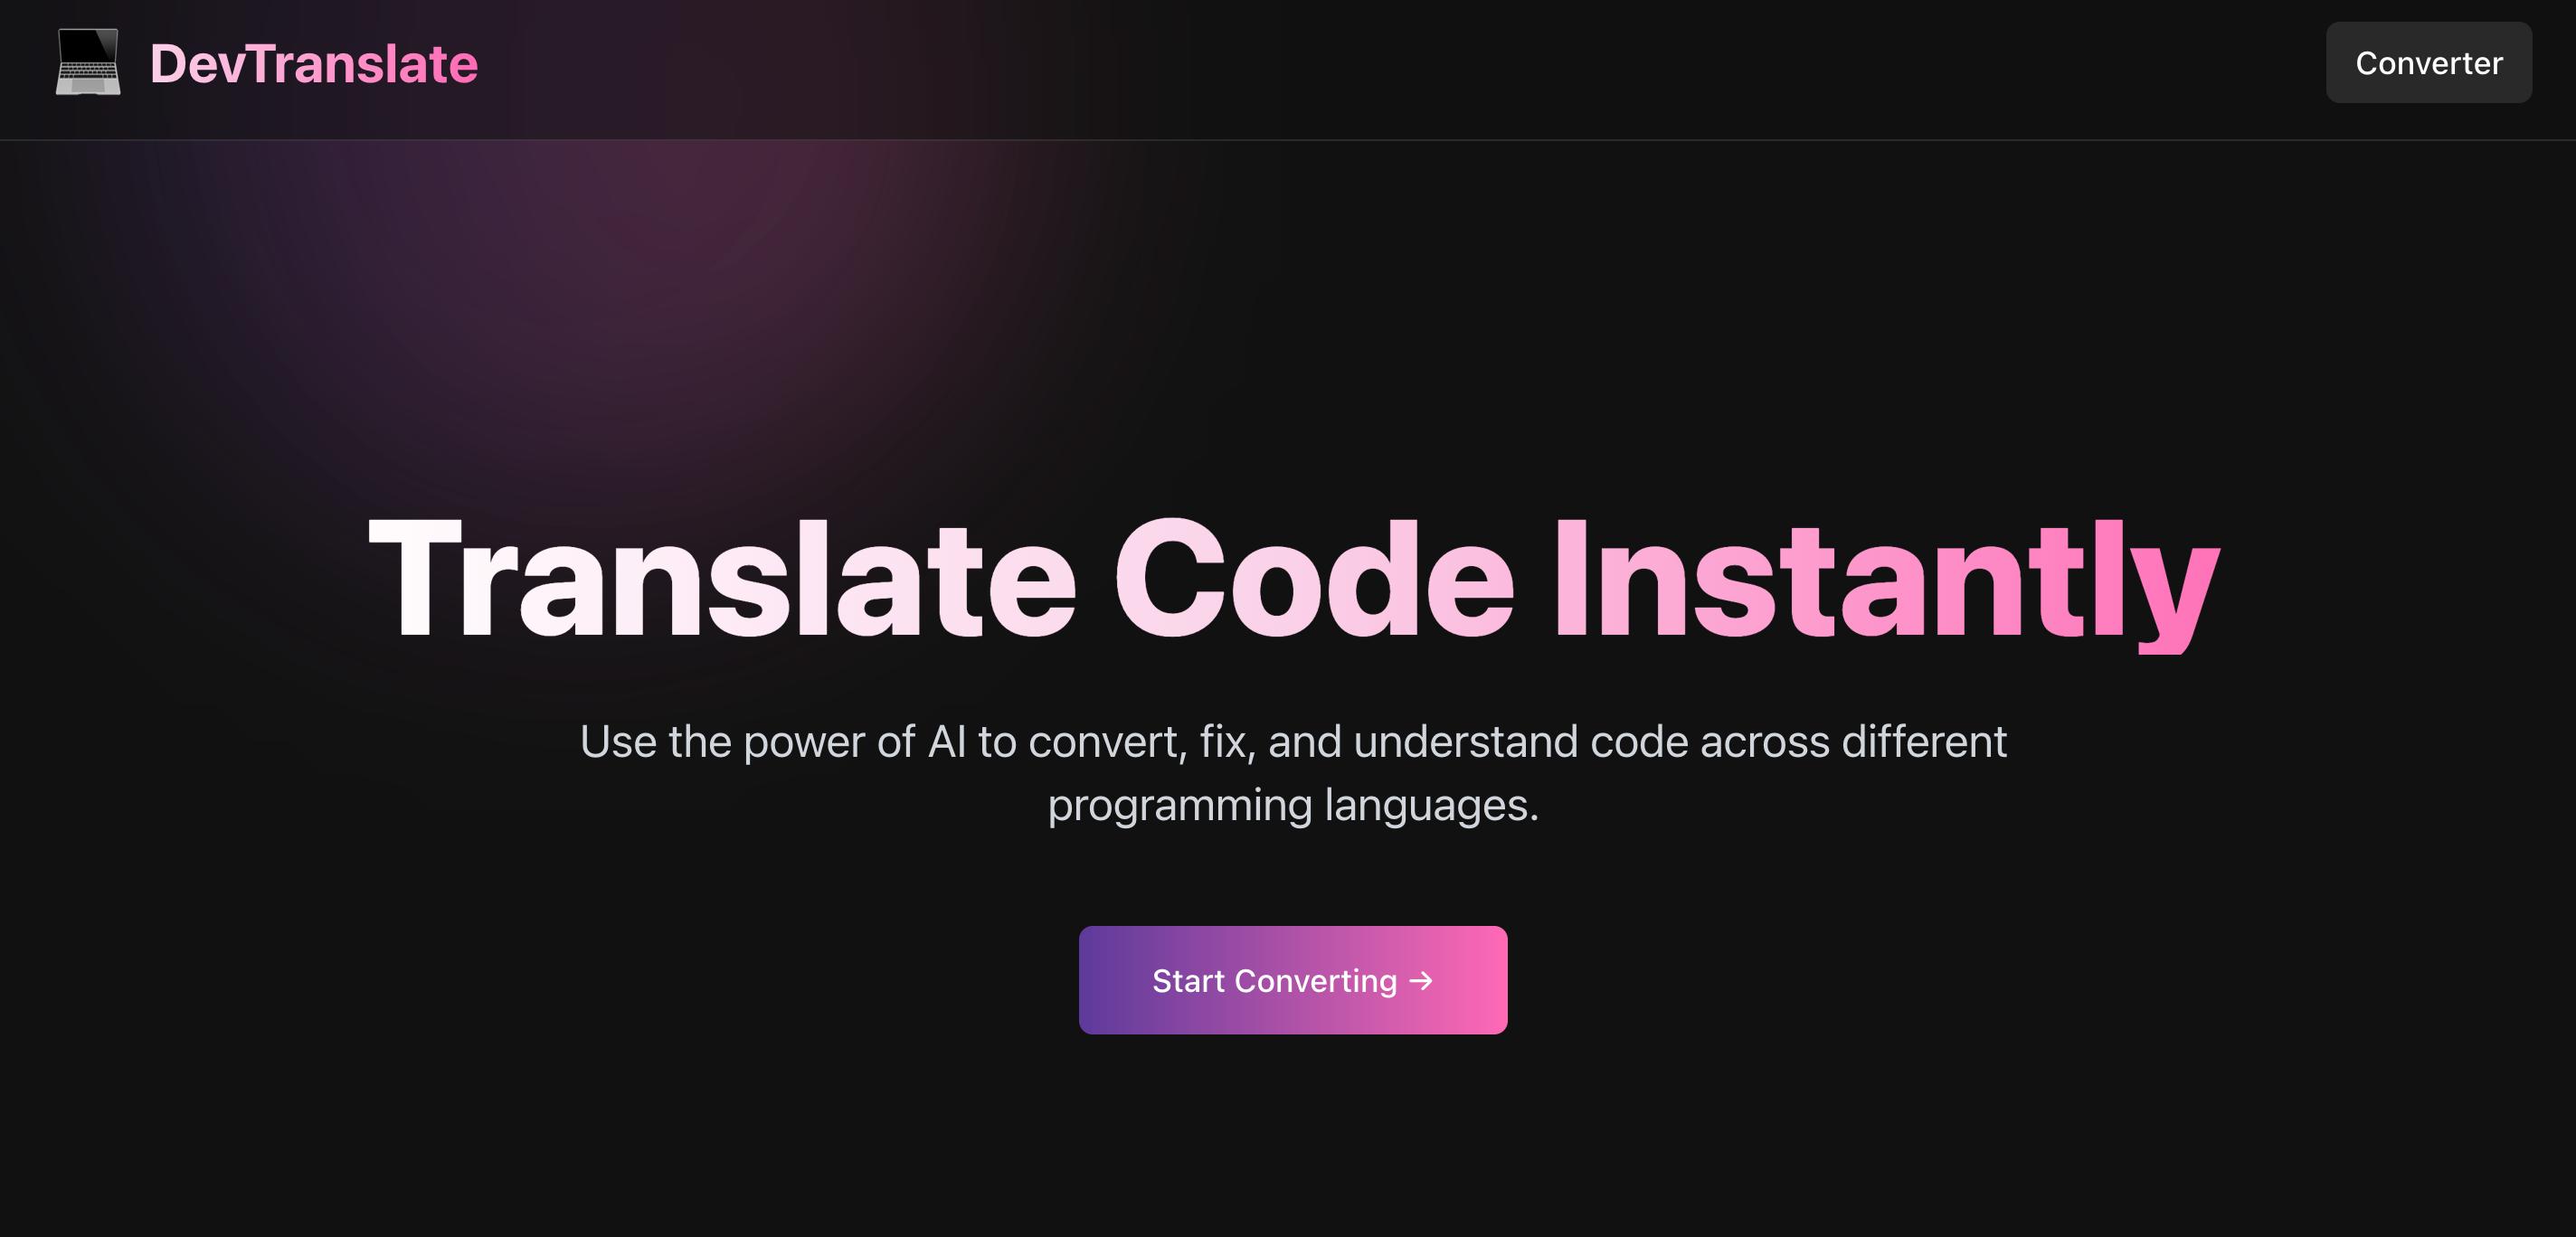 DevTranslate
Converter
Translate Code Instantly
Use the power of AI to convert, fix, and understand code across different
programming languages.
Start Converting →